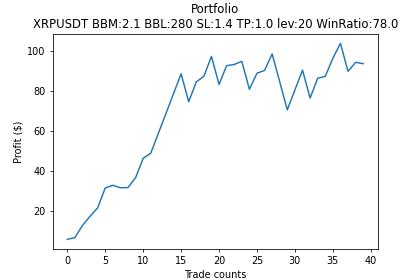 Portfolio
XRPUSDT BBM:2.1 BBL:280 SL:1.4 TP:1.0 lev:20 WinRatio:78.0
100
80
60
40
20
Profit ($)
0 5 10 15 20 25 30 35 40
Trade counts